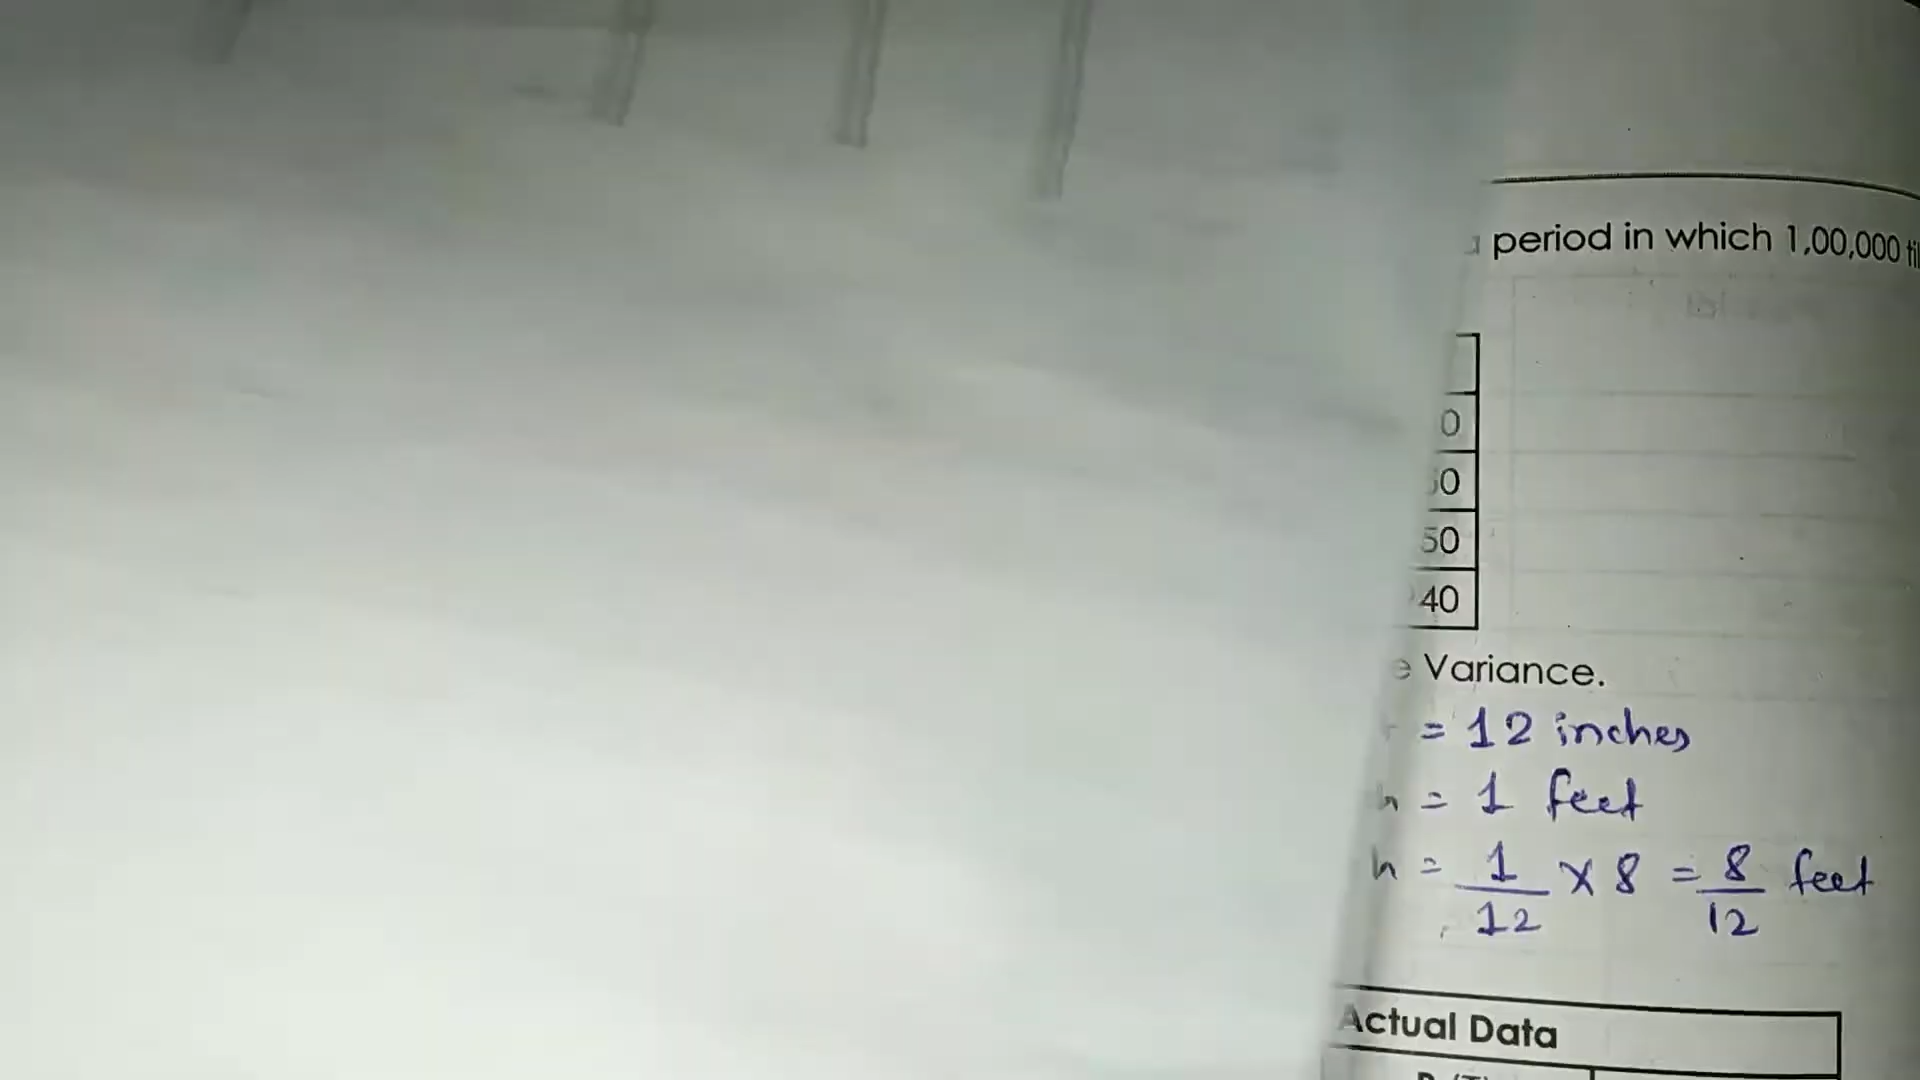 period in which 1,00,000
0
50
40
Variance.
= 12 inches
= 1 feet
h = 1/12 × 8 = 8/12 feet
Actual Data